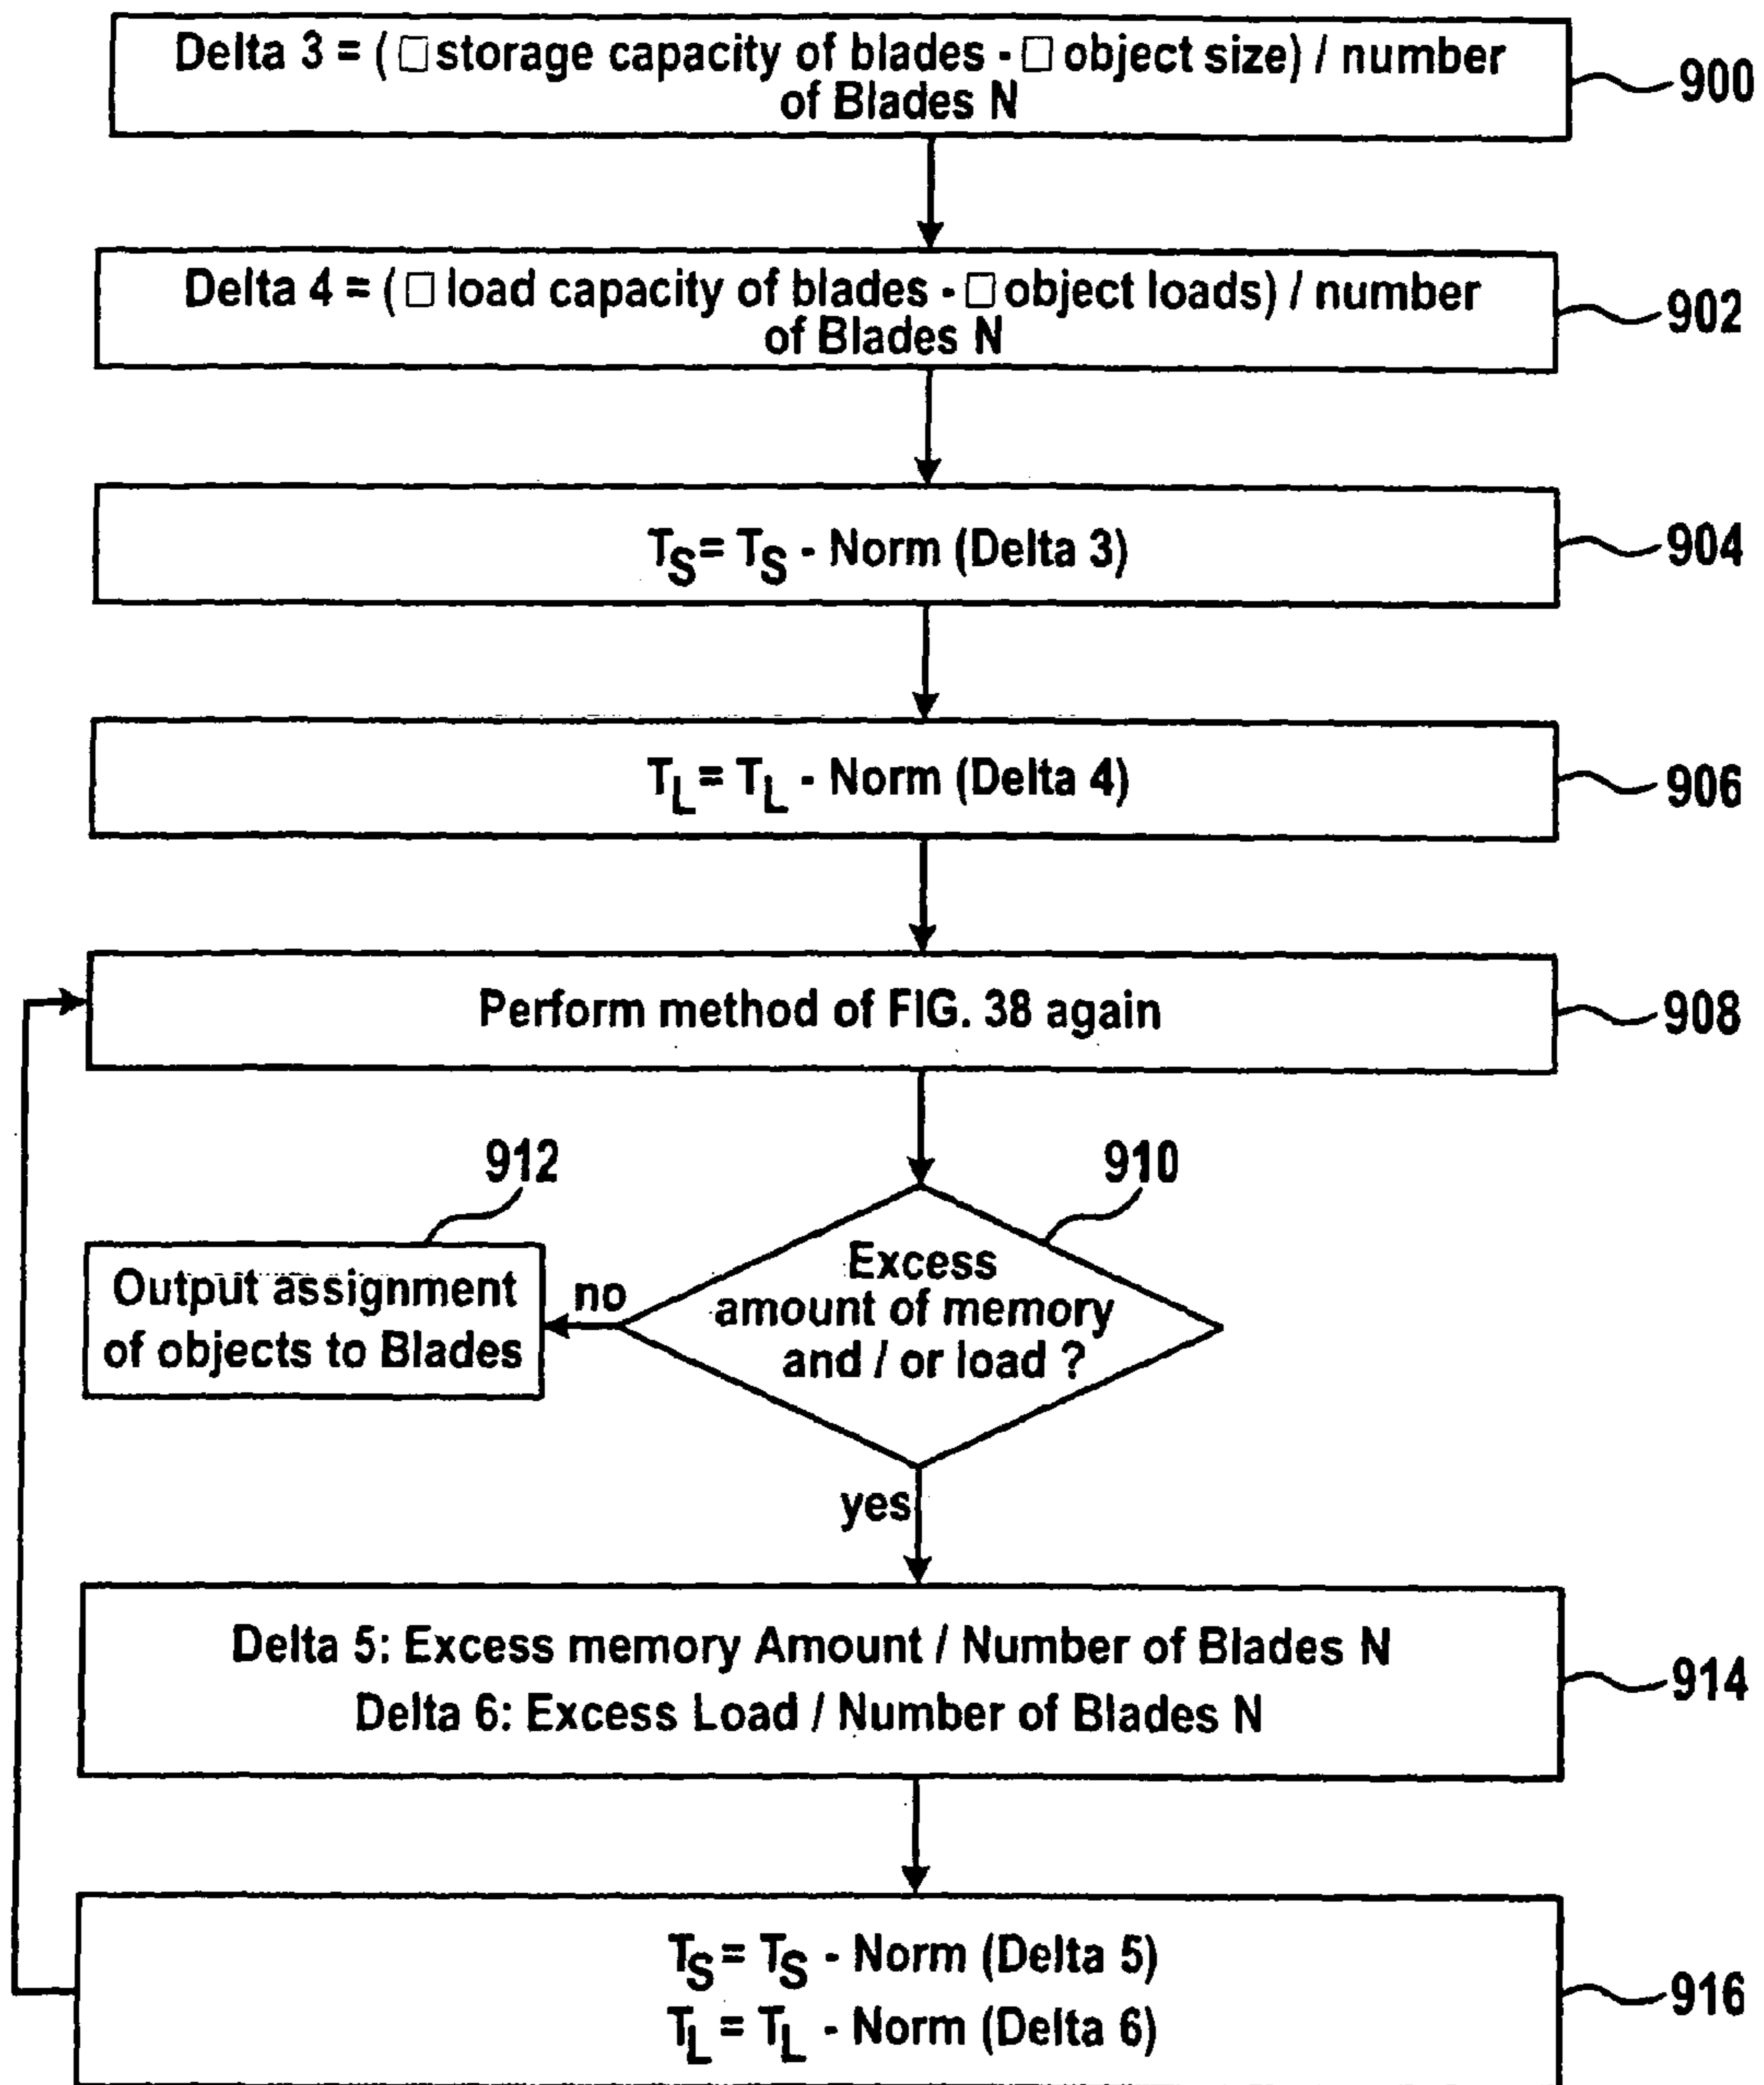 Delta 3 = (□ storage capacity of blades - □ object size) / number
of Blades N
900
Delta 4 = (□ load capacity of blades - □ object loads) / number
of Blades N
902
TS = TS - Norm (Delta 3)
904
TL = TL - Norm (Delta 4)
906
Perform method of FIG. 38 again
908
912
910
Output assignment
of objects to Blades
no
Excess
amount of memory
and / or load ?
yes
Delta 5: Excess memory Amount / Number of Blades N
Delta 6: Excess Load / Number of Blades N
914
TS = TS - Norm (Delta 5)
TL = TL - Norm (Delta 6)
916